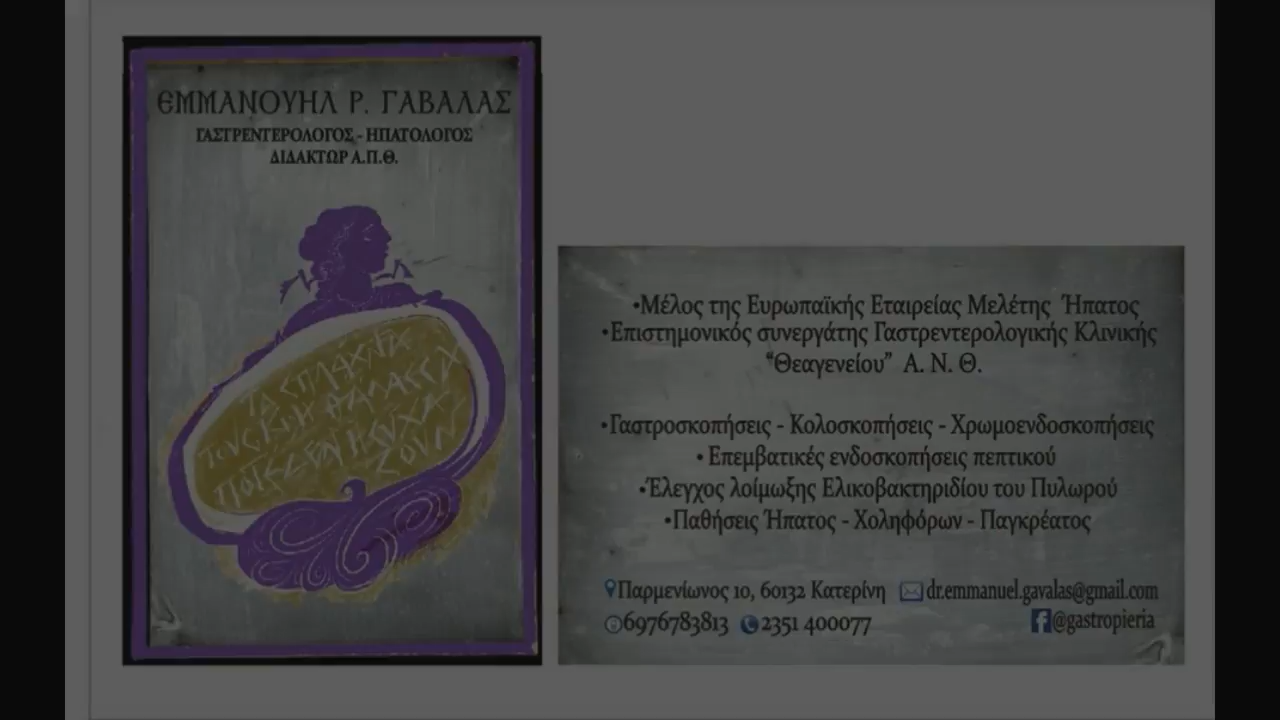 ΕΜΜΑΝΟΥΗΛ Ρ. ΓΑΒΑΛΑΣ
ΓΑΣΤΡΕΝΤΕΡΟΛΟΓΟΣ - ΗΠΑΤΟΛΟΓΟΣ
ΔΙΔΑΚΤΩΡ Α.Π.Θ.
•Μέλος της Ευρωπαϊκής Εταιρείας Μελέτης Ήπατος
•Επιστημονικός συνεργάτης Γαστρεντερολογικής Κλινικής
“Θεαγενείου” Α. Ν. Θ.
•Γαστροσκοπήσεις - Κολοσκοπήσεις - Χρωμοενδοσκοπήσεις
• Επεμβατικές ενδοσκοπήσεις πεπτικού
•Έλεγχος λοίμωξης Ελικοβακτηριδίου του Πυλωρού
•Παθήσεις Ήπατος - Χοληφόρων - Παγκρέατος
Παρμενίωνος 10, 60132 Κατερίνη dr.emmanuel.gavalas@gmail.com
6976783813 2351 400077 @gastropieria